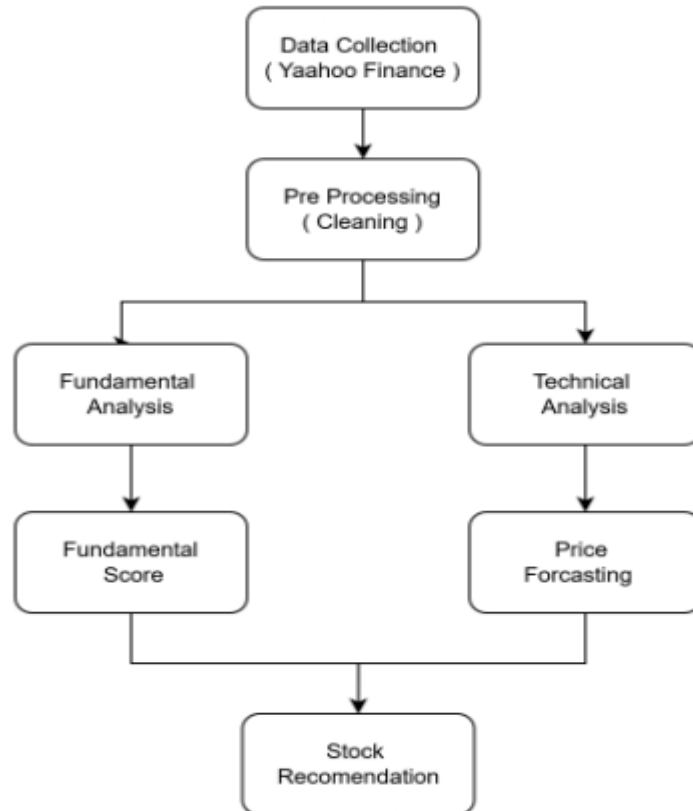 Data Collection
( Yaahoo Finance )
Pre Processing
( Cleaning )
Fundamental
Analysis
Technical
Analysis
Fundamental
Score
Price
Forcasting
Stock
Recomendation